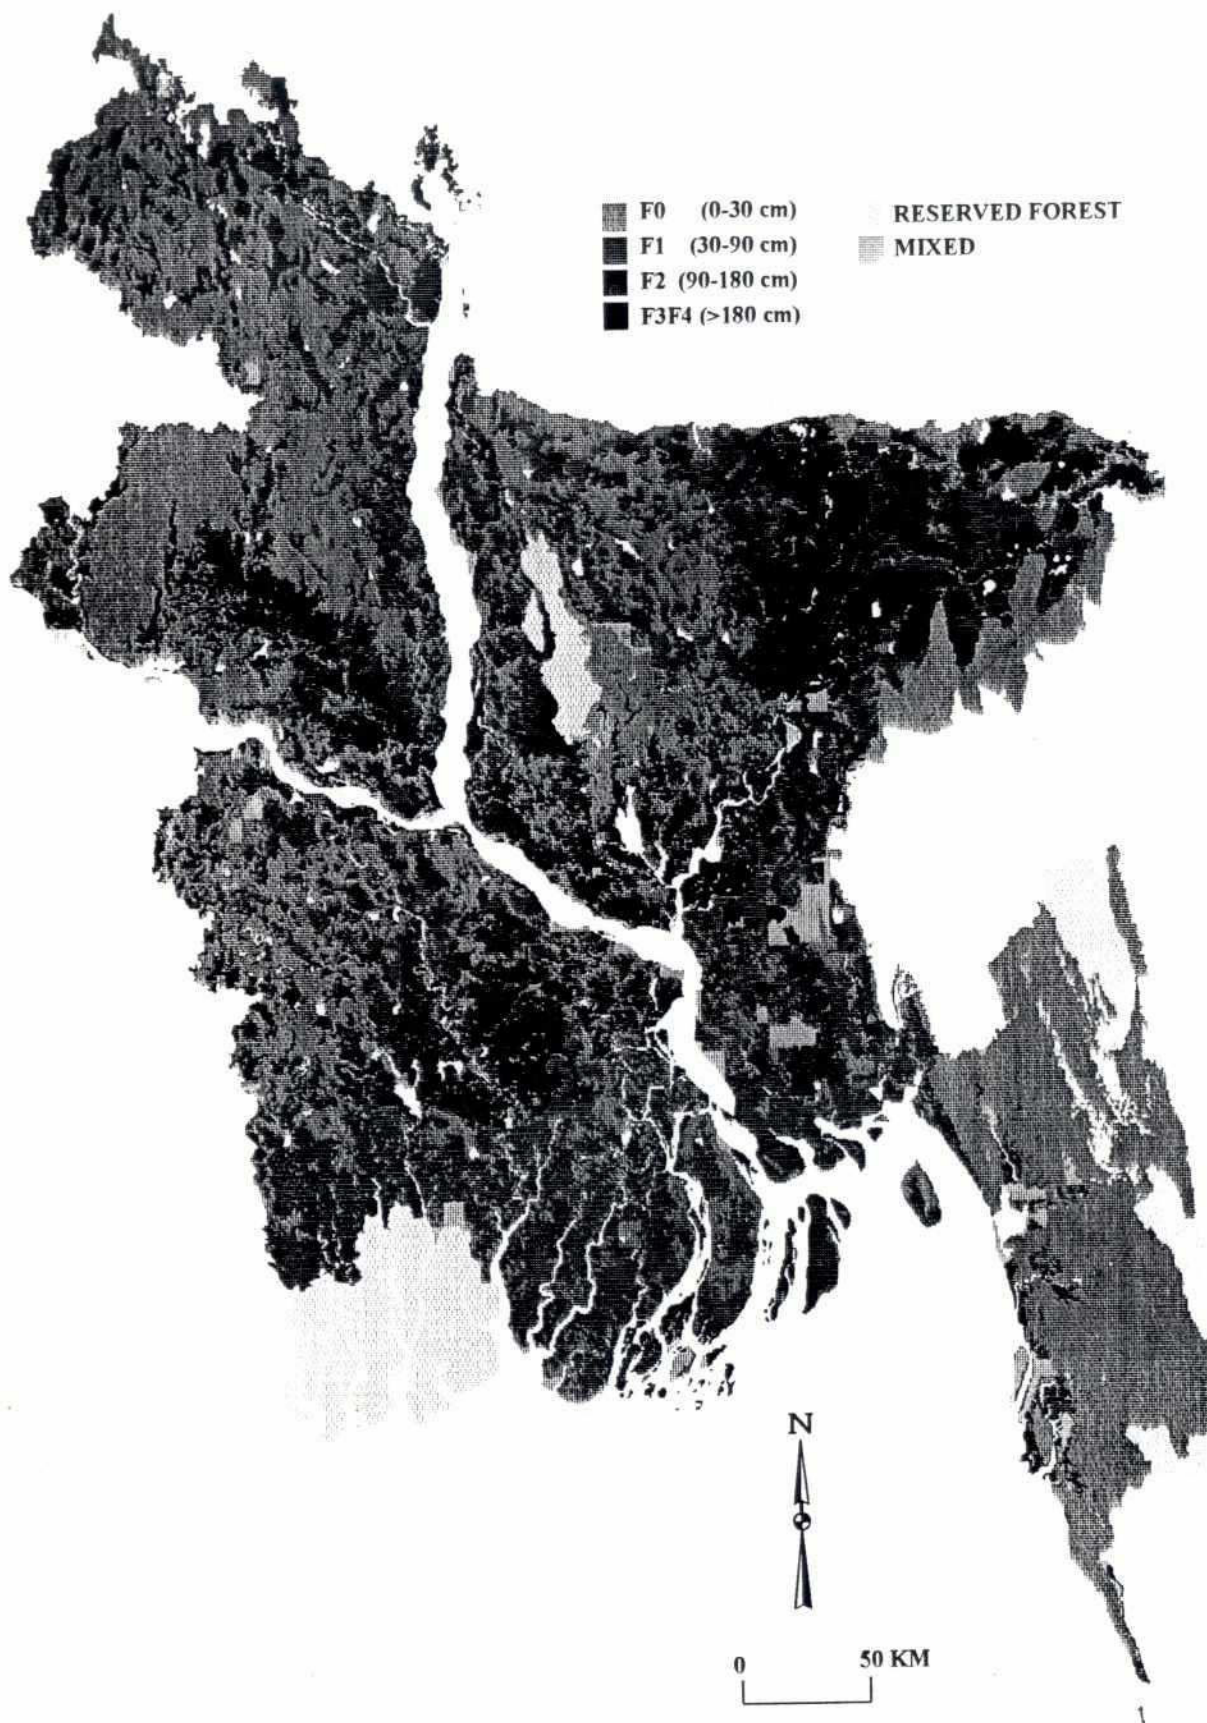 F0 (0-30 cm)
F1 (30-90 cm)
F2 (90-180 cm)
F3F4 (>180 cm)
RESERVED FOREST
MIXED
N
0 50 KM
1